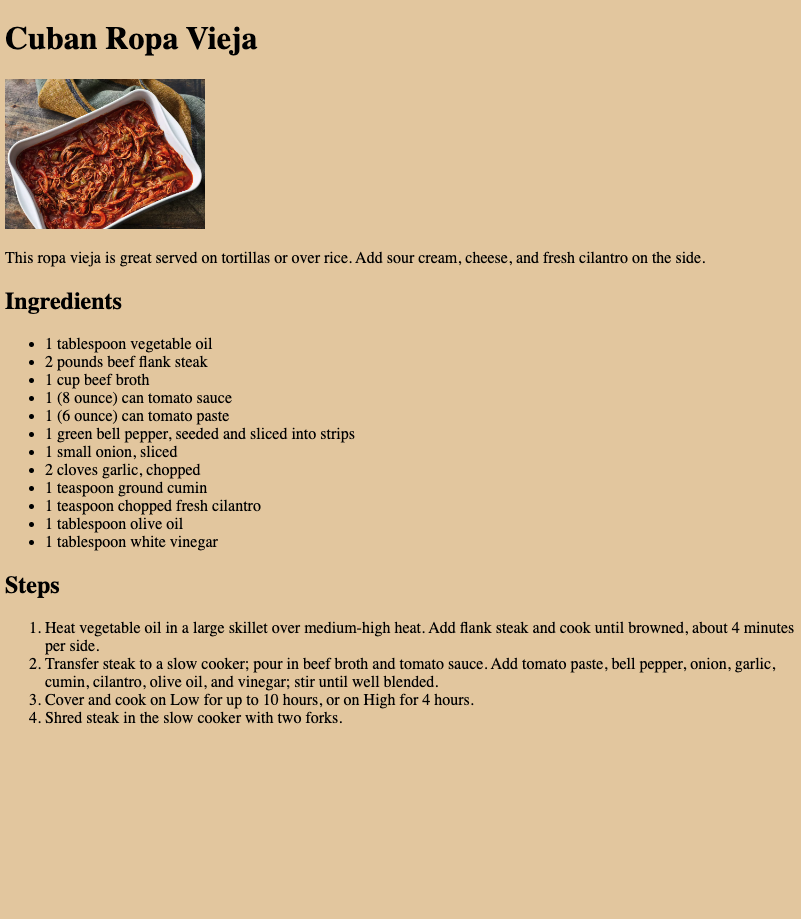 Cuban Ropa Vieja
This ropa vieja is great served on tortillas or over rice. Add sour cream, cheese, and fresh cilantro on the side.
Ingredients
• 1 tablespoon vegetable oil
• 2 pounds beef flank steak
• 1 cup beef broth
• 1 (8 ounce) can tomato sauce
• 1 (6 ounce) can tomato paste
• 1 green bell pepper, seeded and sliced into strips
• 1 small onion, sliced
• 2 cloves garlic, chopped
• 1 teaspoon ground cumin
• 1 teaspoon chopped fresh cilantro
• 1 tablespoon olive oil
• 1 tablespoon white vinegar
Steps
1. Heat vegetable oil in a large skillet over medium-high heat. Add flank steak and cook until browned, about 4 minutes
per side.
2. Transfer steak to a slow cooker; pour in beef broth and tomato sauce. Add tomato paste, bell pepper, onion, garlic,
cumin, cilantro, olive oil, and vinegar; stir until well blended.
3. Cover and cook on Low for up to 10 hours, or on High for 4 hours.
4. Shred steak in the slow cooker with two forks.